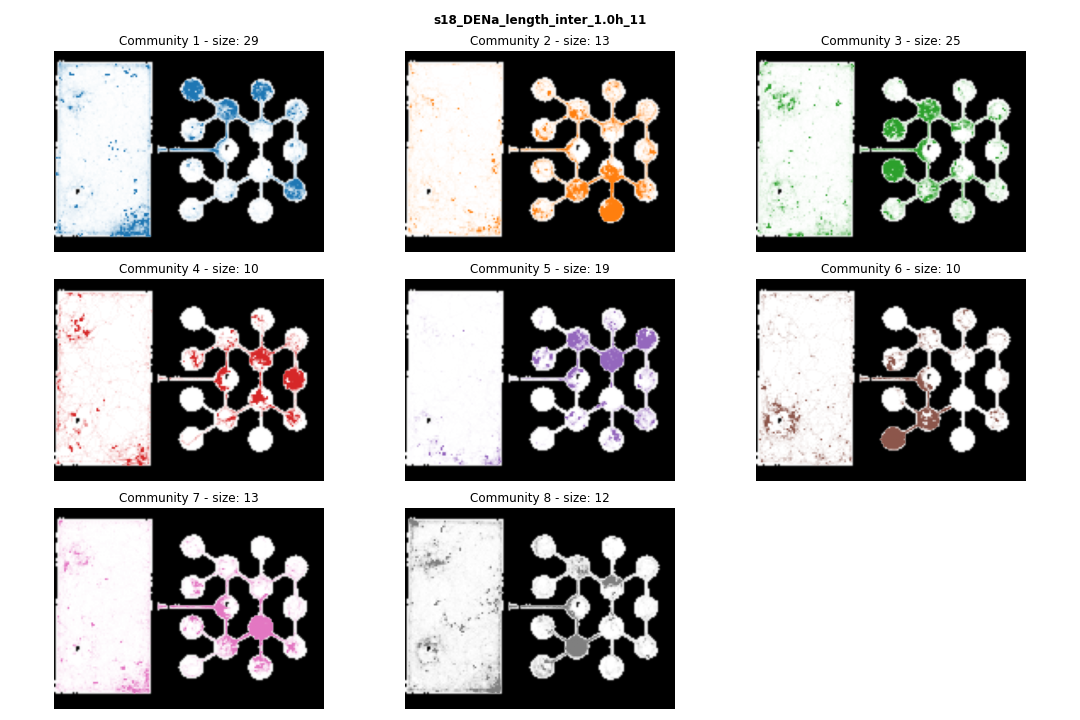 s18_DENa_length_inter_1.0h_11
Community 1 - size: 29
Community 2 - size: 13
Community 3 - size: 25
Community 4 - size: 10
Community 5 - size: 19
Community 6 - size: 10
Community 7 - size: 13
Community 8 - size: 12